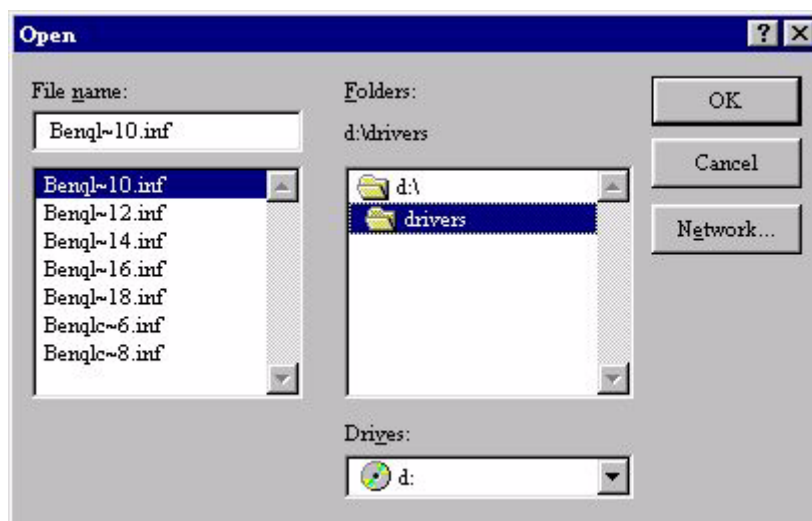 Open
File name:
Benql~10.inf
Benql~10.inf
Benql~12.inf
Benql~14.inf
Benql~16.inf
Benql~18.inf
Benqlc~6.inf
Benqlc~8.inf
Folders:
d:\drivers
d:\
drivers
Drives:
d:
OK
Cancel
Network...